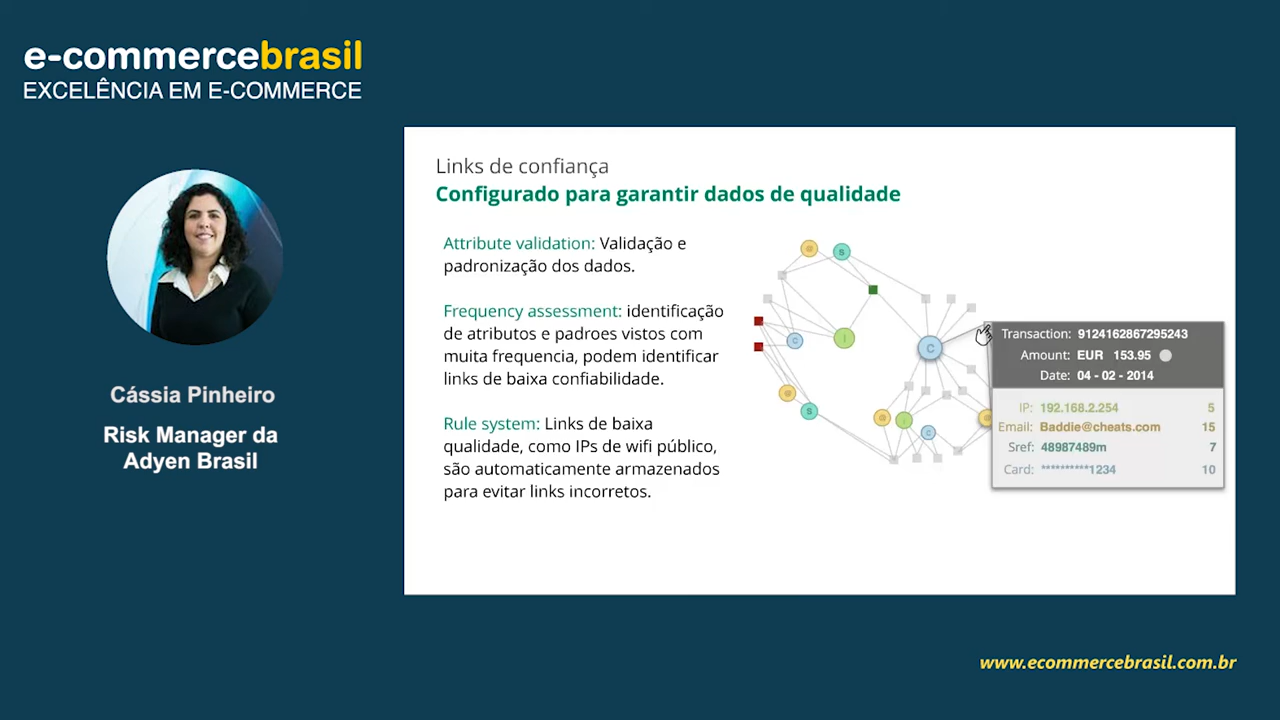 e-commercebrasil
EXCELÊNCIA EM E-COMMERCE
Cássia Pinheiro
Risk Manager da
Adyen Brasil
Links de confiança
Configurado para garantir dados de qualidade
Attribute validation: Validação e
padronização dos dados.
Frequency assessment: identificação
de atributos e padroes vistos com
muita frequencia, podem identificar
links de baixa confiabilidade.
Rule system: Links de baixa
qualidade, como IPs de wifi público,
são automaticamente armazenados
para evitar links incorretos.
@ S
C I C
@ S
@ I C @
Transaction: 9124162867295243
Amount: EUR 153.95
Date: 04 - 02 - 2014
IP: 192.168.2.254 5
Email: Baddie@cheats.com 15
Sref: 48987489m 7
Card: **********1234 10
www.ecommercebrasil.com.br